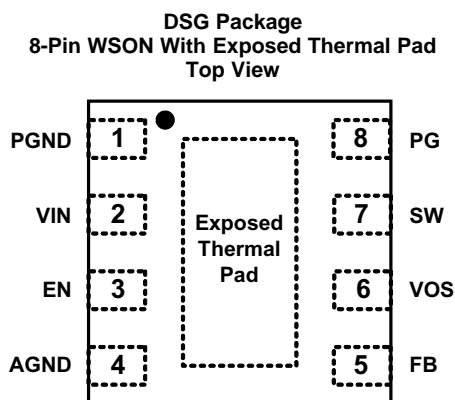 DSG Package
8-Pin WSON With Exposed Thermal Pad
Top View
PGND 1 8 PG
VIN 2 7 SW
Exposed
Thermal
Pad
EN 3 6 VOS
AGND 4 5 FB